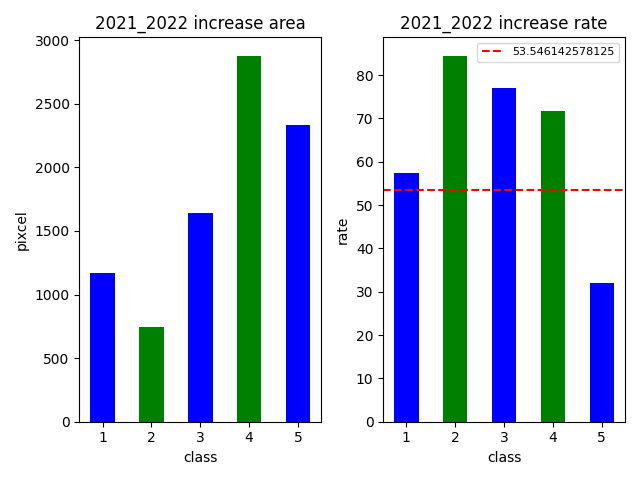 2021_2022 increase area
3000
2500
2000
1500
1000
500
0
pixcel
1 2 3 4 5
class
2021_2022 increase rate
53.546142578125
80
70
60
50
40
30
20
10
0
rate
1 2 3 4 5
class